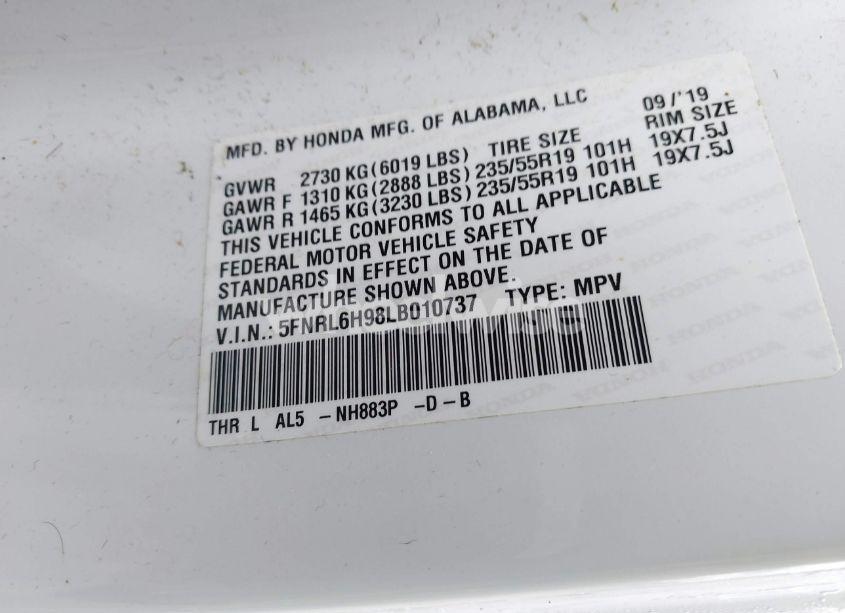 MFD. BY HONDA MFG. OF ALABAMA, LLC 09/'19
GVWR 2730 KG (6019 LBS) TIRE SIZE RIM SIZE
GAWR F 1310 KG (2888 LBS) 235/55R19 101H 19X7.5J
GAWR R 1465 KG (3230 LBS) 235/55R19 101H 19X7.5J
THIS VEHICLE CONFORMS TO ALL APPLICABLE
FEDERAL MOTOR VEHICLE SAFETY
STANDARDS IN EFFECT ON THE DATE OF
MANUFACTURE SHOWN ABOVE.
V.I.N.: 5FNRL6H98LB010737 TYPE: MPV
THR L AL5 -NH883P -D-B
HONDA